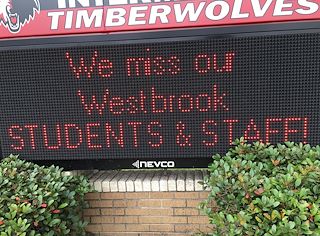 TIMBERWOLVES
We miss our
Westbrook
STUDENTS & STAFF!
NEVCO